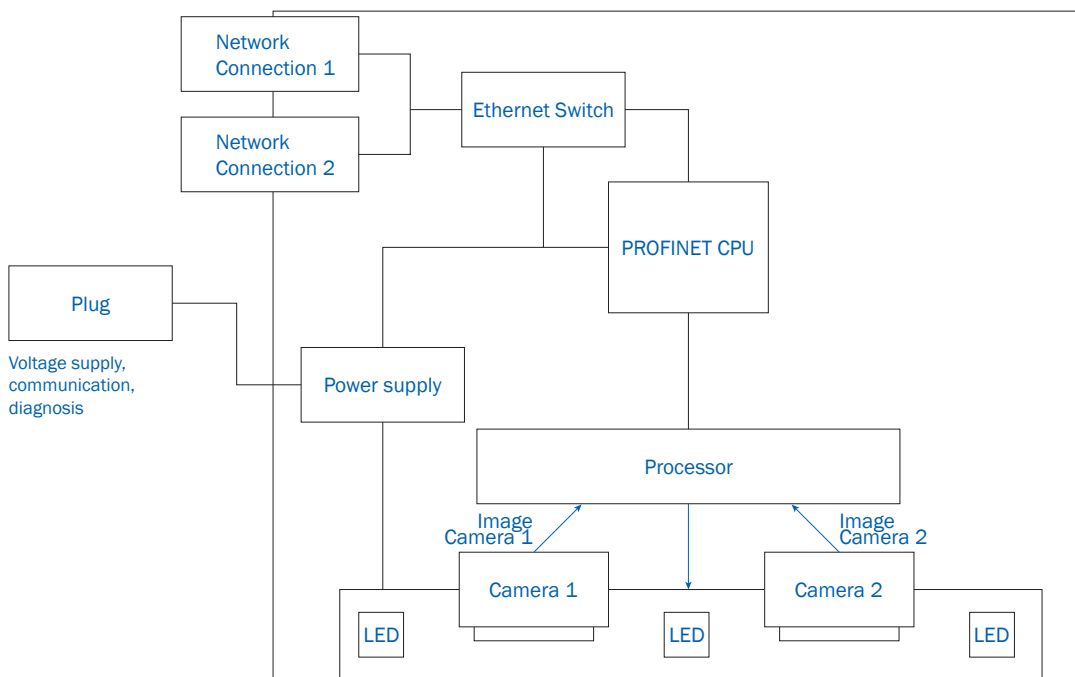 Network
Connection 1
Ethernet Switch
Network
Connection 2
PROFINET CPU
Plug
Voltage supply,
communication,
diagnosis
Power supply
Processor
Image
Camera 1
Image
Camera 2
Camera 1
Camera 2
LED
LED
LED